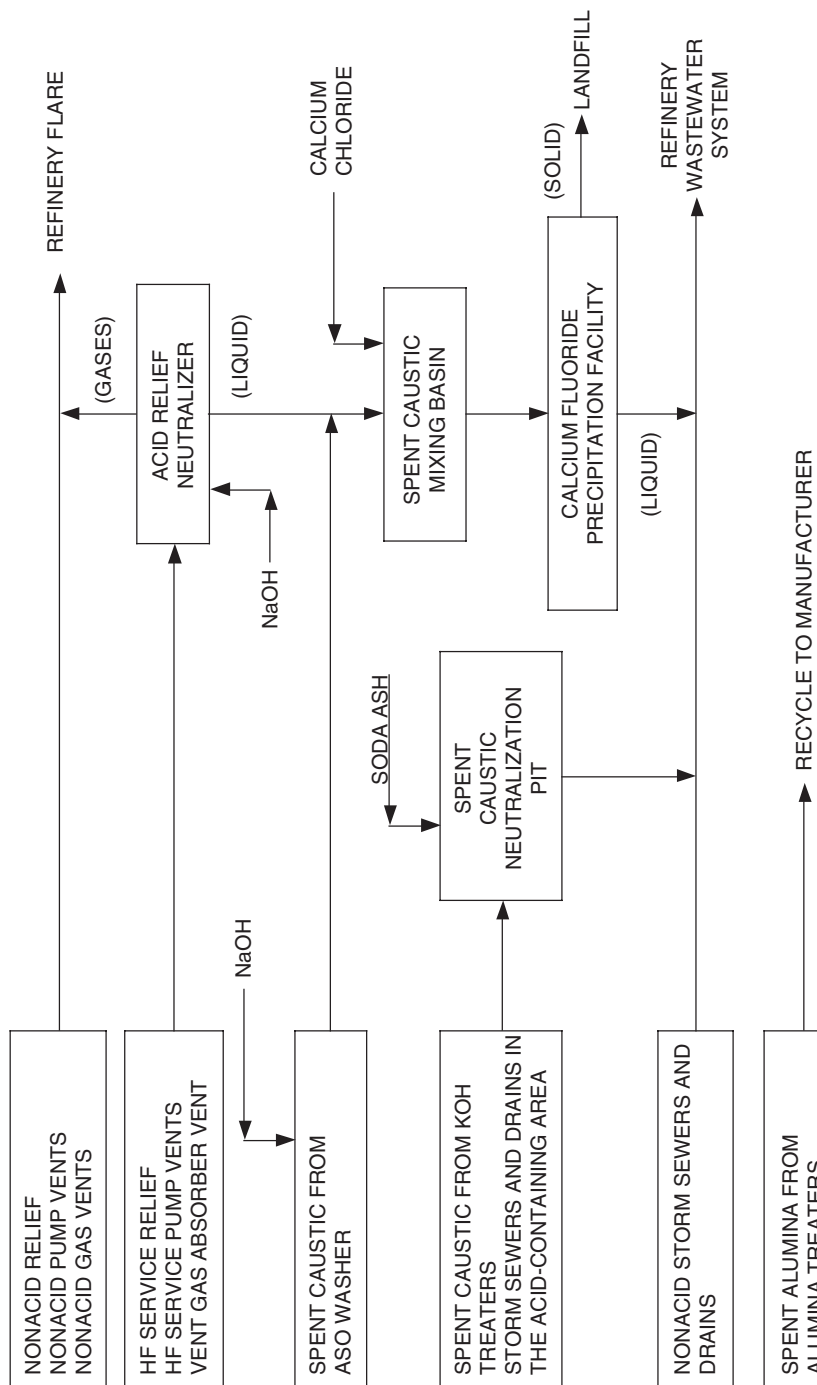 NONACID RELIEF
NONACID PUMP VENTS
NONACID GAS VENTS
REFINERY FLARE
(GASES)
HF SERVICE RELIEF
HF SERVICE PUMP VENTS
VENT GAS ABSORBER VENT
ACID RELIEF
NEUTRALIZER
NaOH
(LIQUID)
NaOH
SPENT CAUSTIC FROM
ASO WASHER
CALCIUM
CHLORIDE
SPENT CAUSTIC
MIXING BASIN
SODA ASH
SPENT CAUSTIC FROM KOH
TREATERS
STORM SEWERS AND DRAINS IN
THE ACID-CONTAINING AREA
SPENT
CAUSTIC
NEUTRALIZATION
PIT
CALCIUM FLUORIDE
PRECIPITATION FACILITY
(SOLID)
LANDFILL
(LIQUID)
NONACID STORM SEWERS AND
DRAINS
REFINERY
WASTEWATER
SYSTEM
SPENT ALUMINA FROM
ALUMINA TREATERS
RECYCLE TO MANUFACTURER